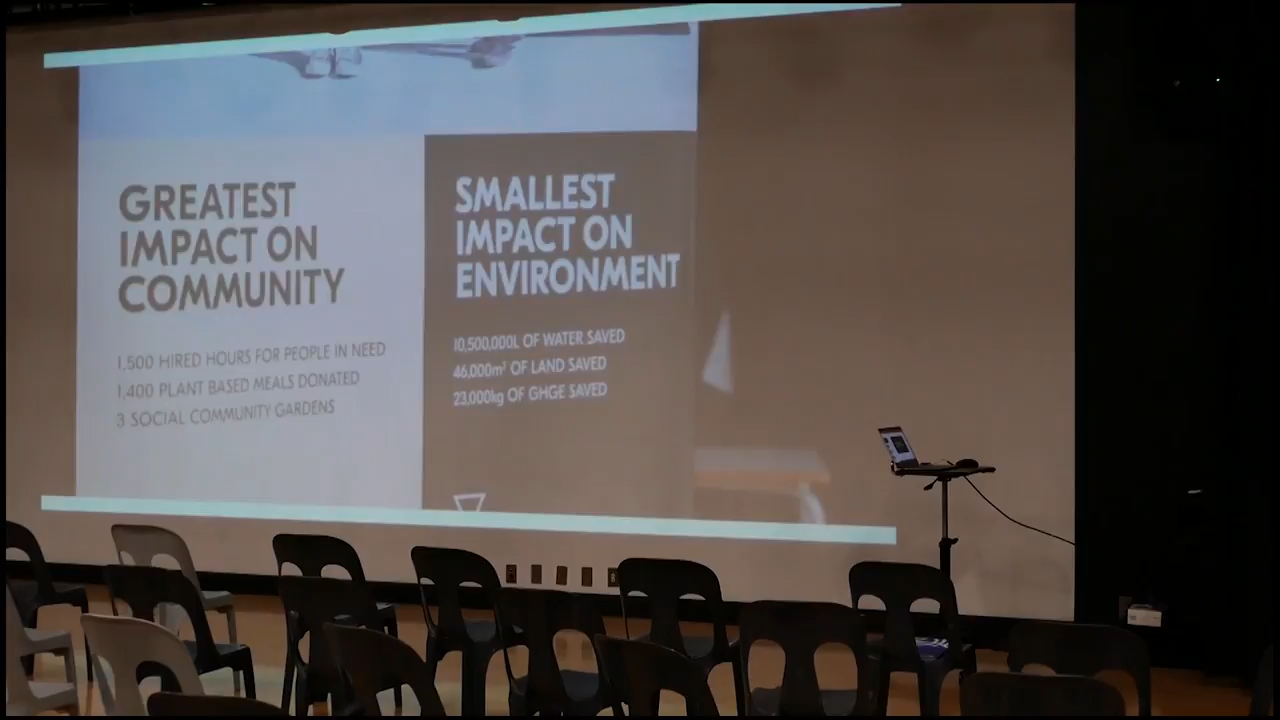 GREATEST
IMPACT ON
COMMUNITY
1,500 HIRED HOURS FOR PEOPLE IN NEED
1,400 PLANT BASED MEALS DONATED
3 SOCIAL COMMUNITY GARDENS
SMALLEST
IMPACT ON
ENVIRONMENT
10,500,000L OF WATER SAVED
46,000m² OF LAND SAVED
23,000kg OF GHGE SAVED